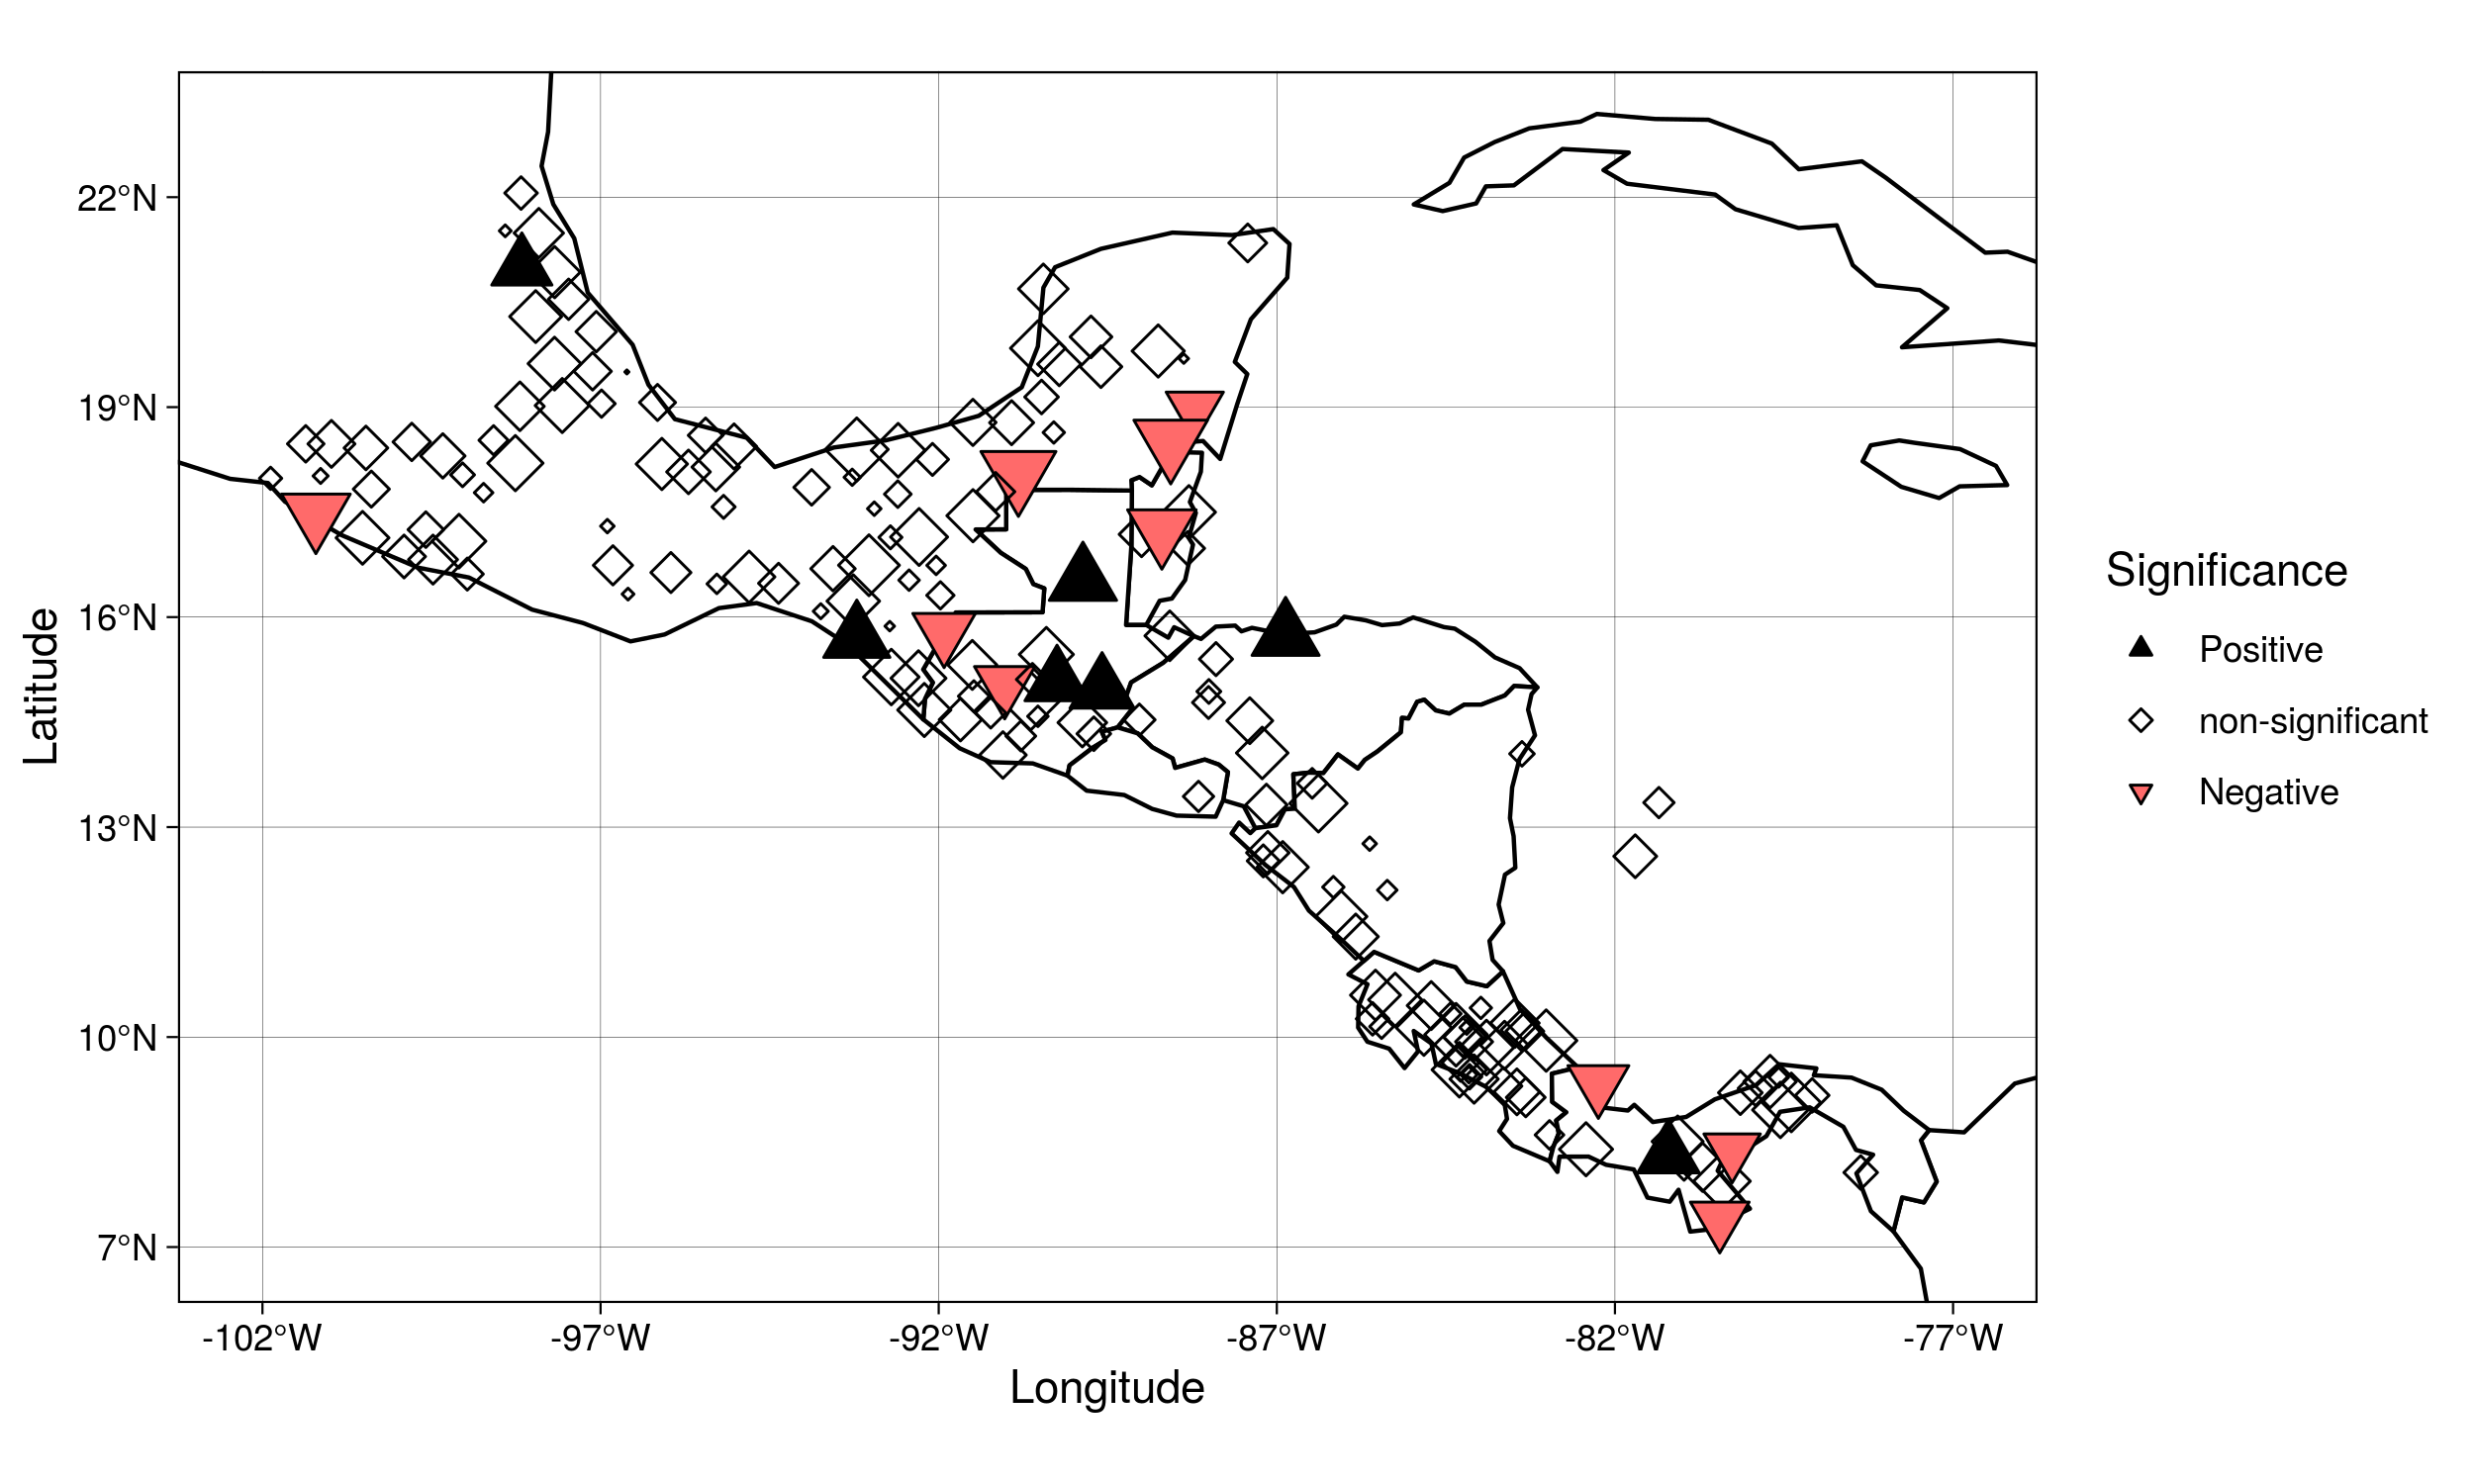 22°N
19°N
16°N
13°N
10°N
7°N
Latitude
-102°W
-97°W
-92°W
-87°W
-82°W
-77°W
Longitude
Significance
Positive
non-significant
Negative